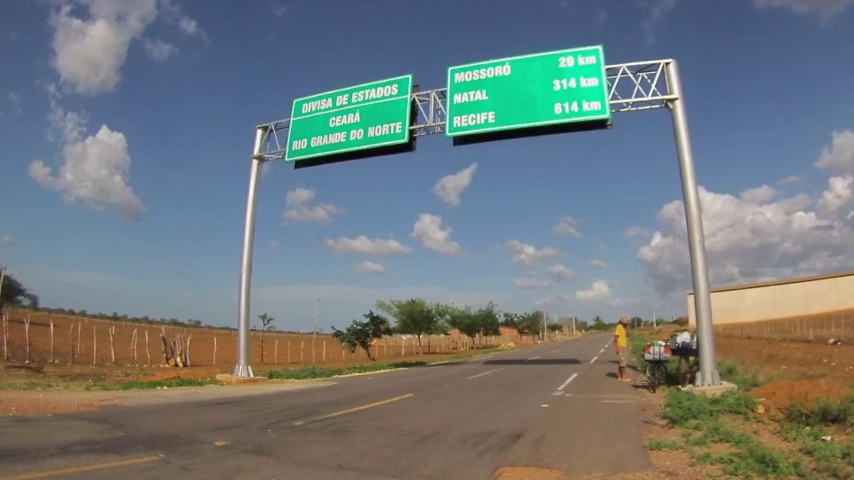 DIVISA DE ESTADOS
CEARÁ
RIO GRANDE DO NORTE
MOSSORÓ 29 km
NATAL 314 km
RECIFE 614 km